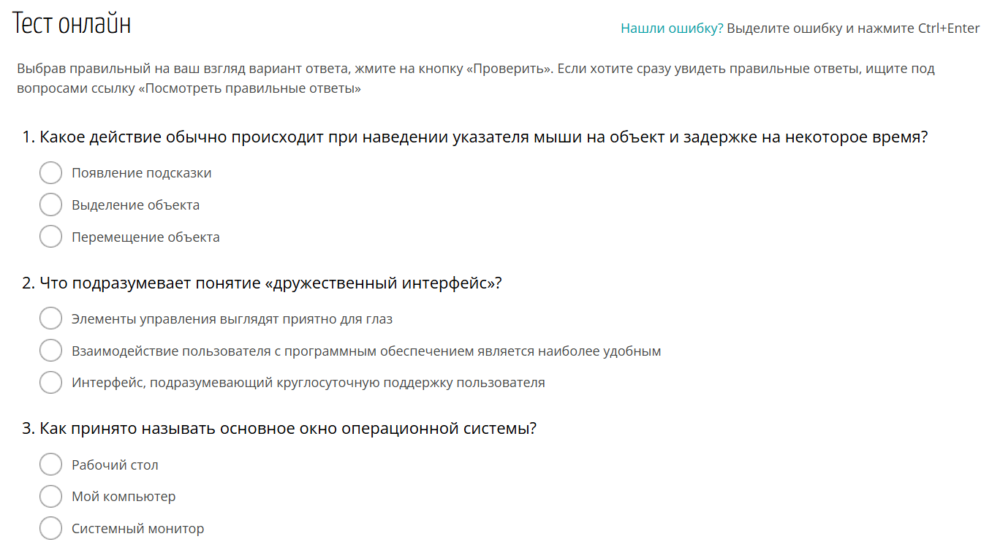 Тест онлайн
Нашли ошибку? Выделите ошибку и нажмите Ctrl+Enter
Выбрав правильный на ваш взгляд вариант ответа, жмите на кнопку «Проверить». Если хотите сразу увидеть правильные ответы, ищите под
вопросами ссылку «Посмотреть правильные ответы»
1. Какое действие обычно происходит при наведении указателя мыши на объект и задержке на некоторое время?
Появление подсказки
Выделение объекта
Перемещение объекта
2. Что подразумевает понятие «дружественный интерфейс»?
Элементы управления выглядят приятно для глаз
Взаимодействие пользователя с программным обеспечением является наиболее удобным
Интерфейс, подразумевающий круглосуточную поддержку пользователя
3. Как принято называть основное окно операционной системы?
Рабочий стол
Мой компьютер
Системный монитор